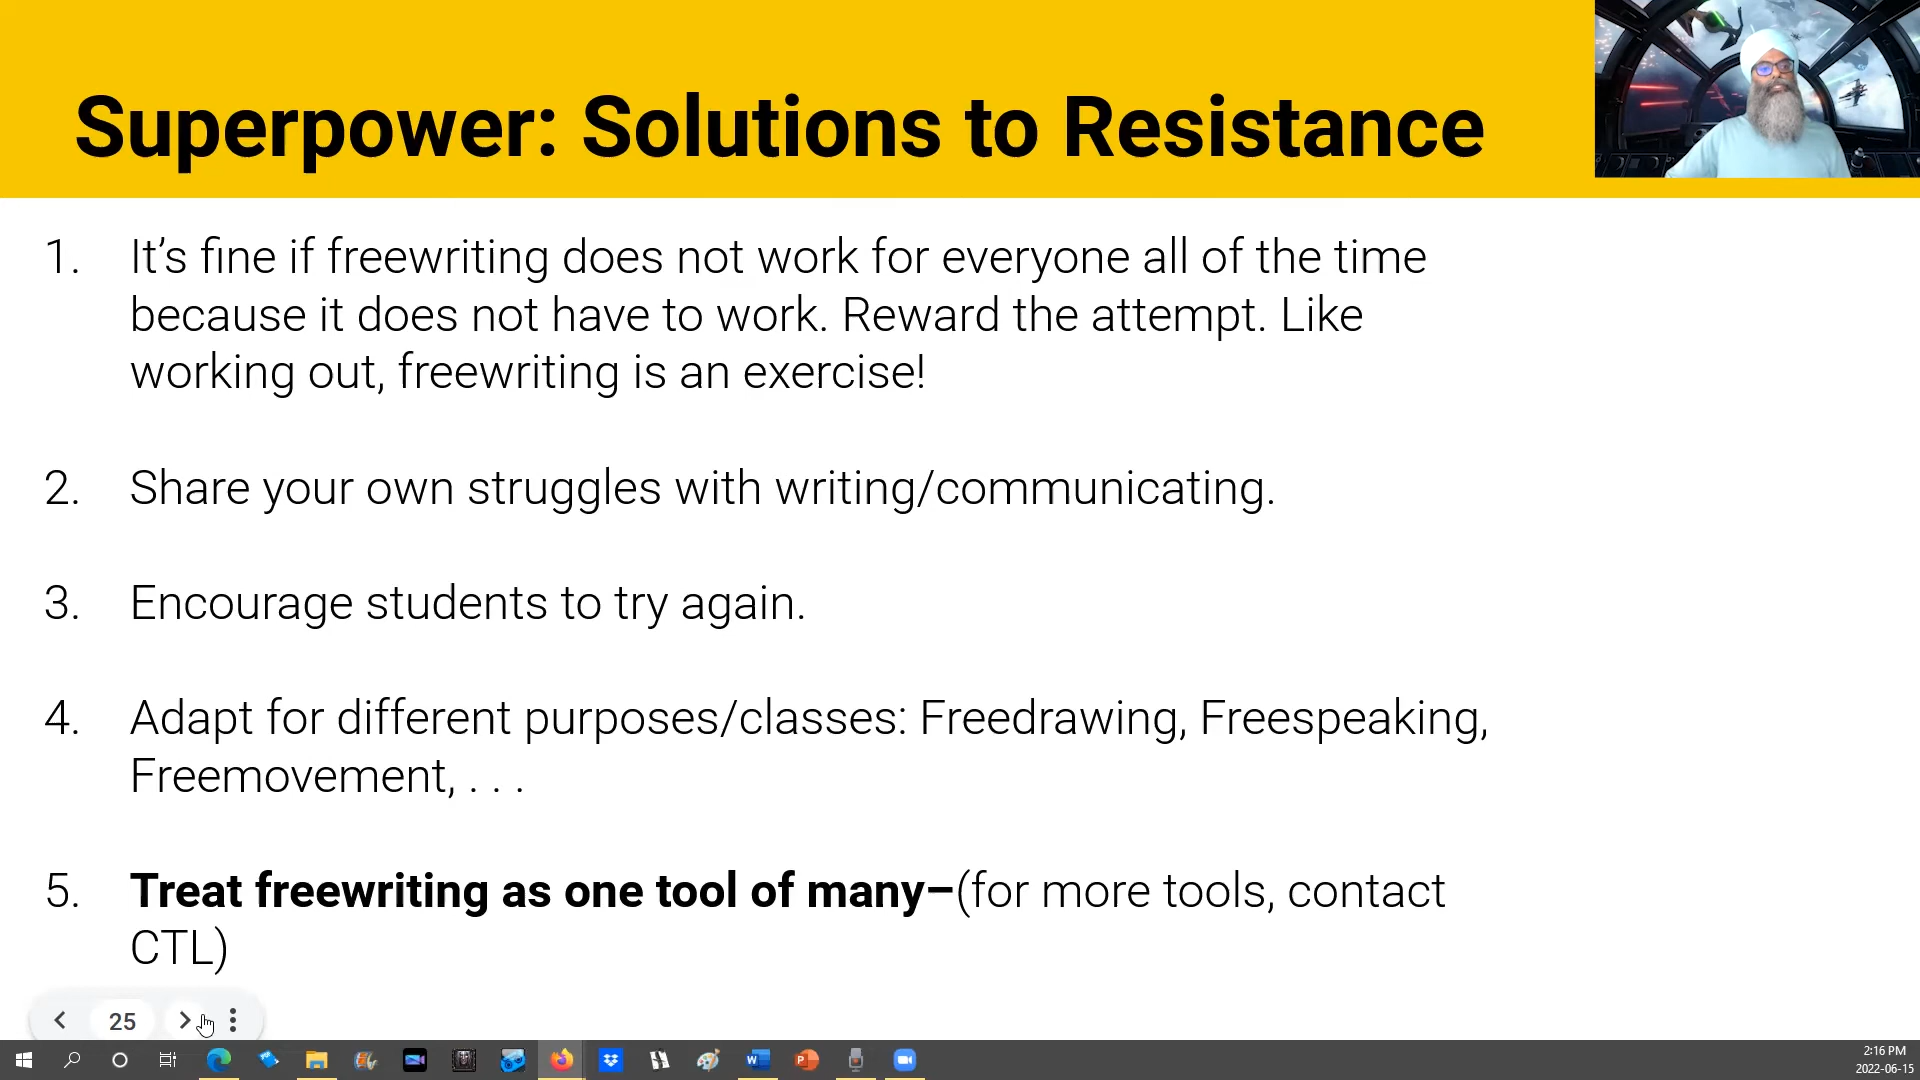 Superpower: Solutions to Resistance
1. It’s fine if freewriting does not work for everyone all of the time
because it does not have to work. Reward the attempt. Like
working out, freewriting is an exercise!
2. Share your own struggles with writing/communicating.
3. Encourage students to try again.
4. Adapt for different purposes/classes: Freedrawing, Freespeaking,
Freemovement, . . .
5. Treat freewriting as one tool of many–(for more tools, contact
CTL)
25
2:16 PM
2022-06-15